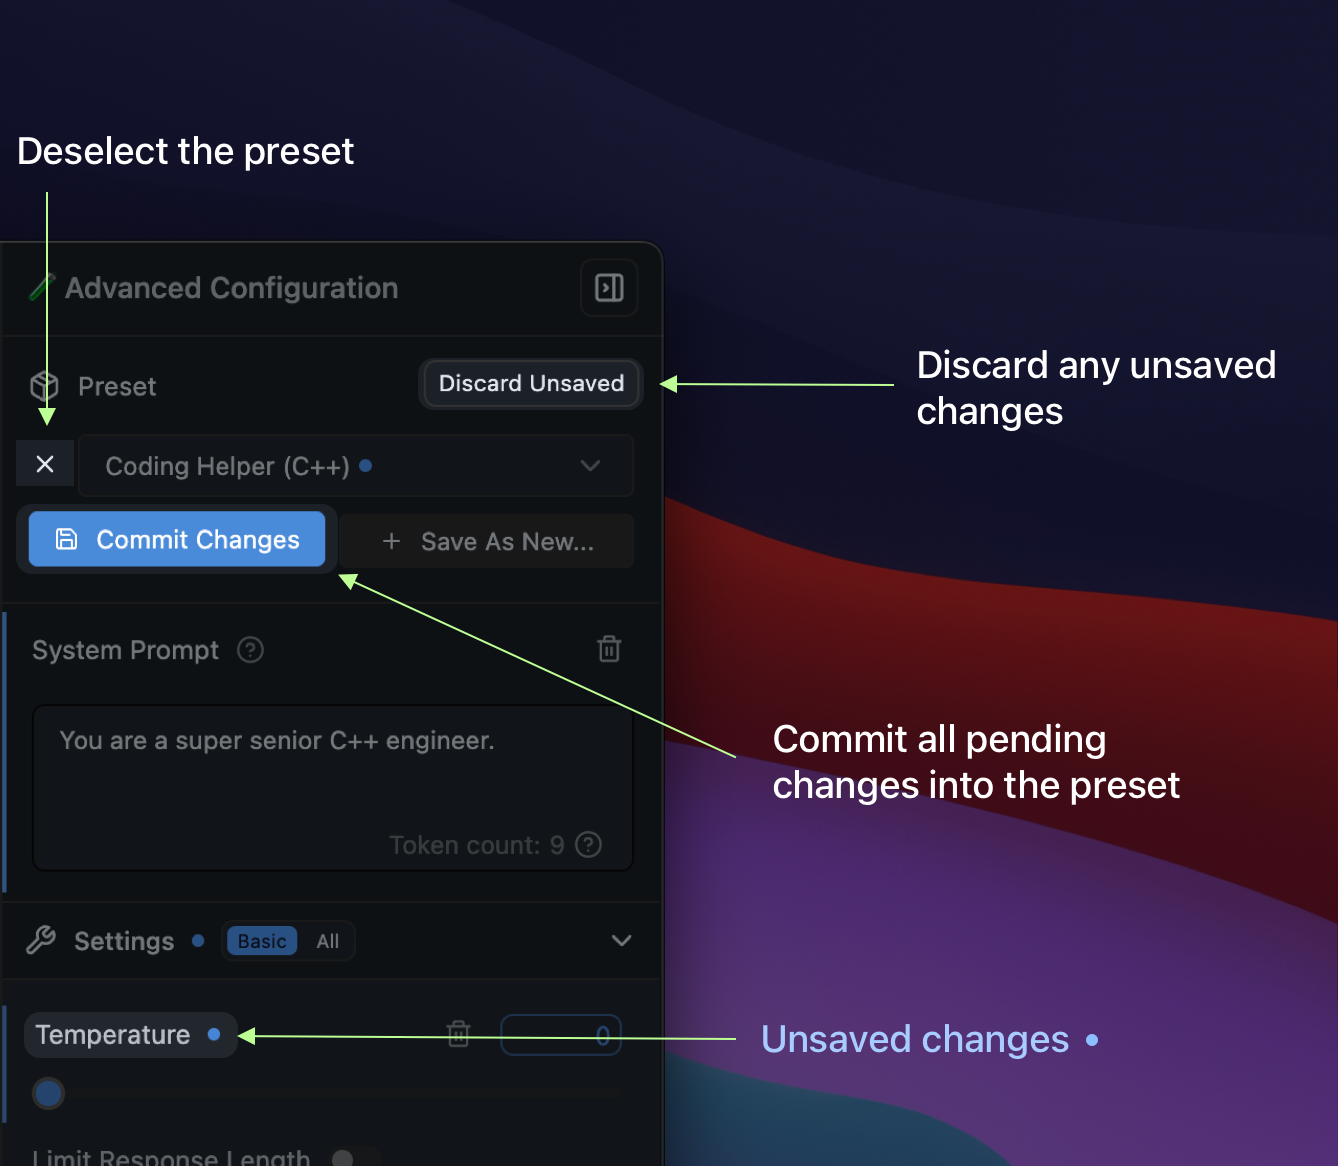 Deselect the preset
Advanced Configuration
Preset
Discard Unsaved
Discard any unsaved
changes
Coding Helper (C++)
Commit Changes
+ Save As New...
System Prompt
You are a super senior C++ engineer.
Token count: 9
Commit all pending
changes into the preset
Settings
Basic
All
Temperature
0
Unsaved changes
Limit Response Length